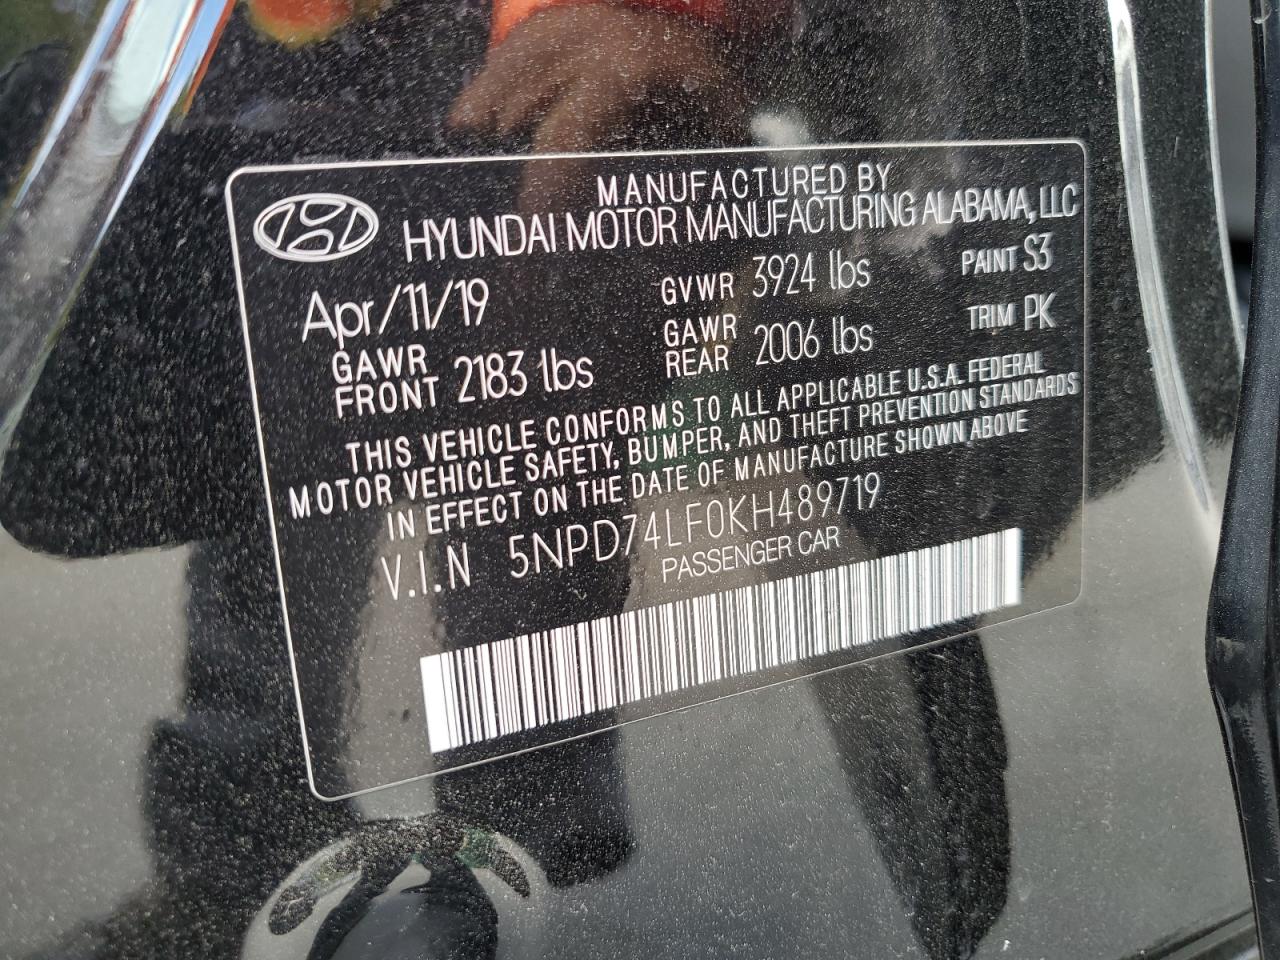 MANUFACTURED BY
HYUNDAI MOTOR MANUFACTURING ALABAMA, LLC
Apr/11/19 GVWR 3924 lbs PAINT S3
GAWR FRONT 2183 lbs GAWR REAR 2006 lbs TRIM PK
THIS VEHICLE CONFORMS TO ALL APPLICABLE U.S.A. FEDERAL
MOTOR VEHICLE SAFETY, BUMPER, AND THEFT PREVENTION STANDARDS
IN EFFECT ON THE DATE OF MANUFACTURE SHOWN ABOVE
V.I.N 5NPD74LF0KH489719
PASSENGER CAR